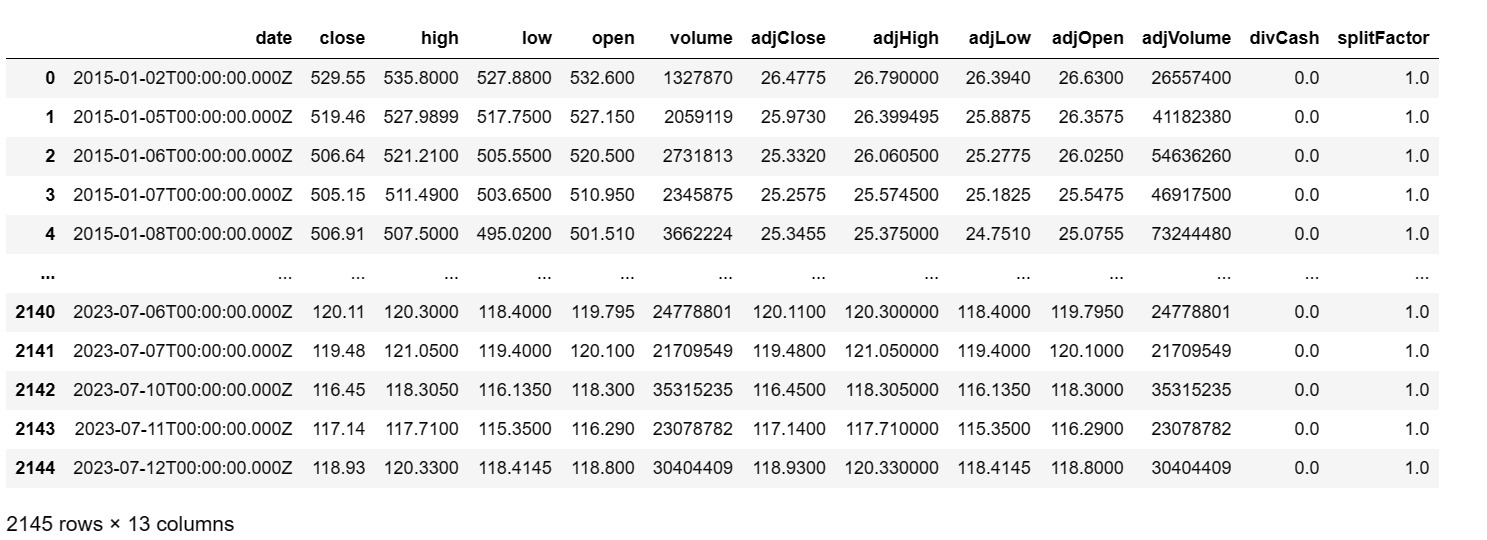 date close high low open volume adjClose adjHigh adjLow adjOpen adjVolume divCash splitFactor
0 2015-01-02T00:00:00.000Z 529.55 535.8000 527.8800 532.600 1327870 26.4775 26.790000 26.3940 26.6300 26557400 0.0 1.0
1 2015-01-05T00:00:00.000Z 519.46 527.9899 517.7500 527.150 2059119 25.9730 26.399495 25.8875 26.3575 41182380 0.0 1.0
2 2015-01-06T00:00:00.000Z 506.64 521.2100 505.5500 520.500 2731813 25.3320 26.060500 25.2775 26.0250 54636260 0.0 1.0
3 2015-01-07T00:00:00.000Z 505.15 511.4900 503.6500 510.950 2345875 25.2575 25.574500 25.1825 25.5475 46917500 0.0 1.0
4 2015-01-08T00:00:00.000Z 506.91 507.5000 495.0200 501.510 3662224 25.3455 25.375000 24.7510 25.0755 73244480 0.0 1.0
... ... ... ... ... ... ... ... ... ... ... ... ... ...
2140 2023-07-06T00:00:00.000Z 120.11 120.3000 118.4000 119.795 24778801 120.1100 120.300000 118.4000 119.7950 24778801 0.0 1.0
2141 2023-07-07T00:00:00.000Z 119.48 121.0500 119.4000 120.100 21709549 119.4800 121.050000 119.4000 120.1000 21709549 0.0 1.0
2142 2023-07-10T00:00:00.000Z 116.45 118.3050 116.1350 118.300 35315235 116.4500 118.305000 116.1350 118.3000 35315235 0.0 1.0
2143 2023-07-11T00:00:00.000Z 117.14 117.7100 115.3500 116.290 23078782 117.1400 117.710000 115.3500 116.2900 23078782 0.0 1.0
2144 2023-07-12T00:00:00.000Z 118.93 120.3300 118.4145 118.800 30404409 118.9300 120.330000 118.4145 118.8000 30404409 0.0 1.0
2145 rows × 13 columns